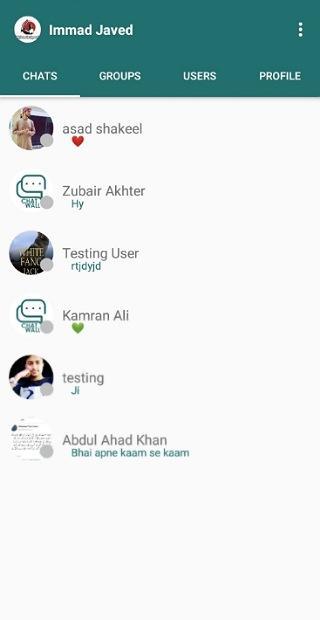 Immad Javed
CHATS GROUPS USERS PROFILE
asad shakeel
❤️
CHAT WALL
Zubair Akhter
Hy
WHITE FANG
JACK
Testing User
rtjdyjd
CHAT WALL
Kamran Ali
💚
testing
Ji
Abdul Ahad Khan
Bhai apne kaam se kaam